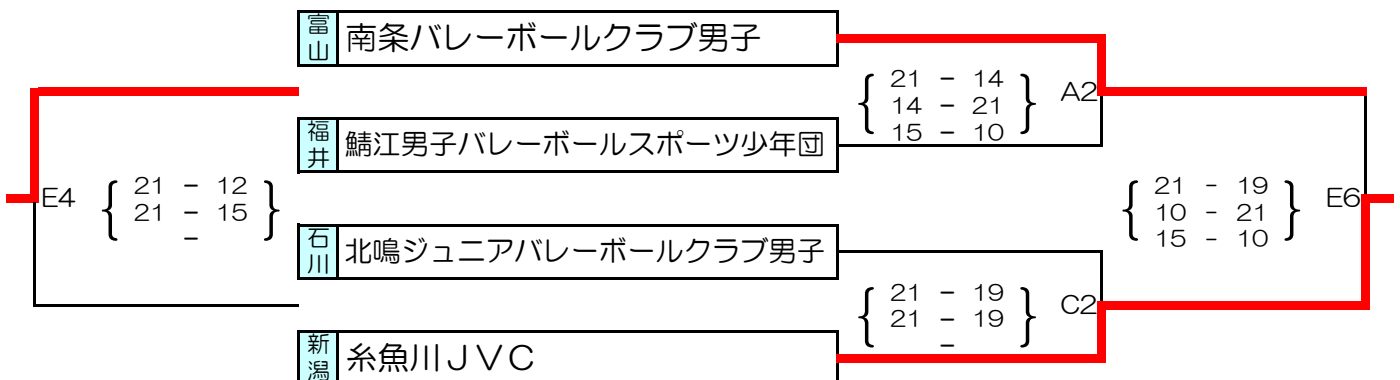 富山 南条バレーボールクラブ男子
21 - 14
14 - 21
15 - 10
A2
福井 鯖江男子バレーボールスポーツ少年団
E4
21 - 12
21 - 15
-
21 - 19
10 - 21
15 - 10
E6
石川 北鳴ジュニアバレーボールクラブ男子
21 - 19
21 - 19
-
C2
新潟 糸魚川JVC